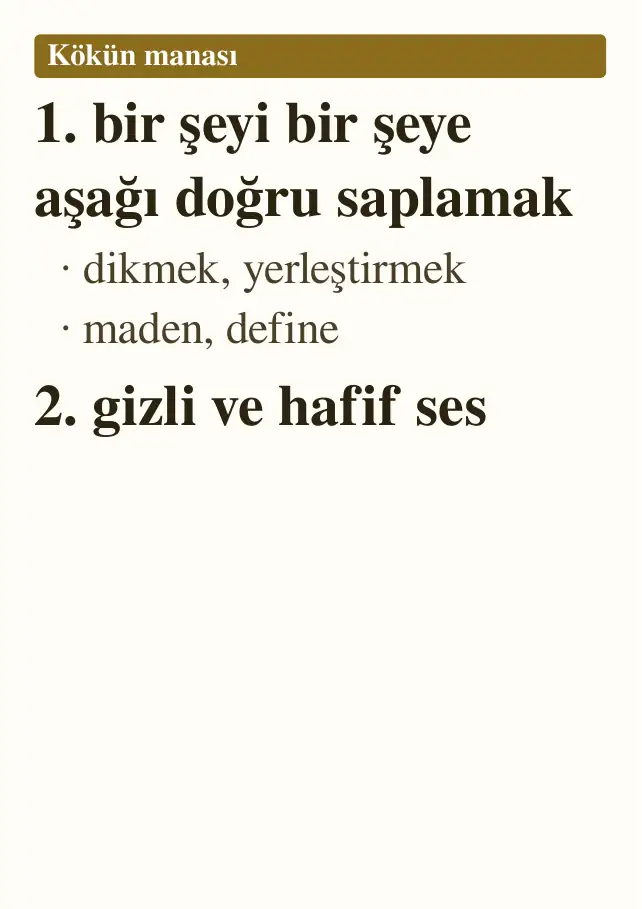 Kökün manası
1. bir şeyi bir şeye
aşağı doğru saplamak
· dikmek, yerleştirmek
· maden, define
2. gizli ve hafif ses